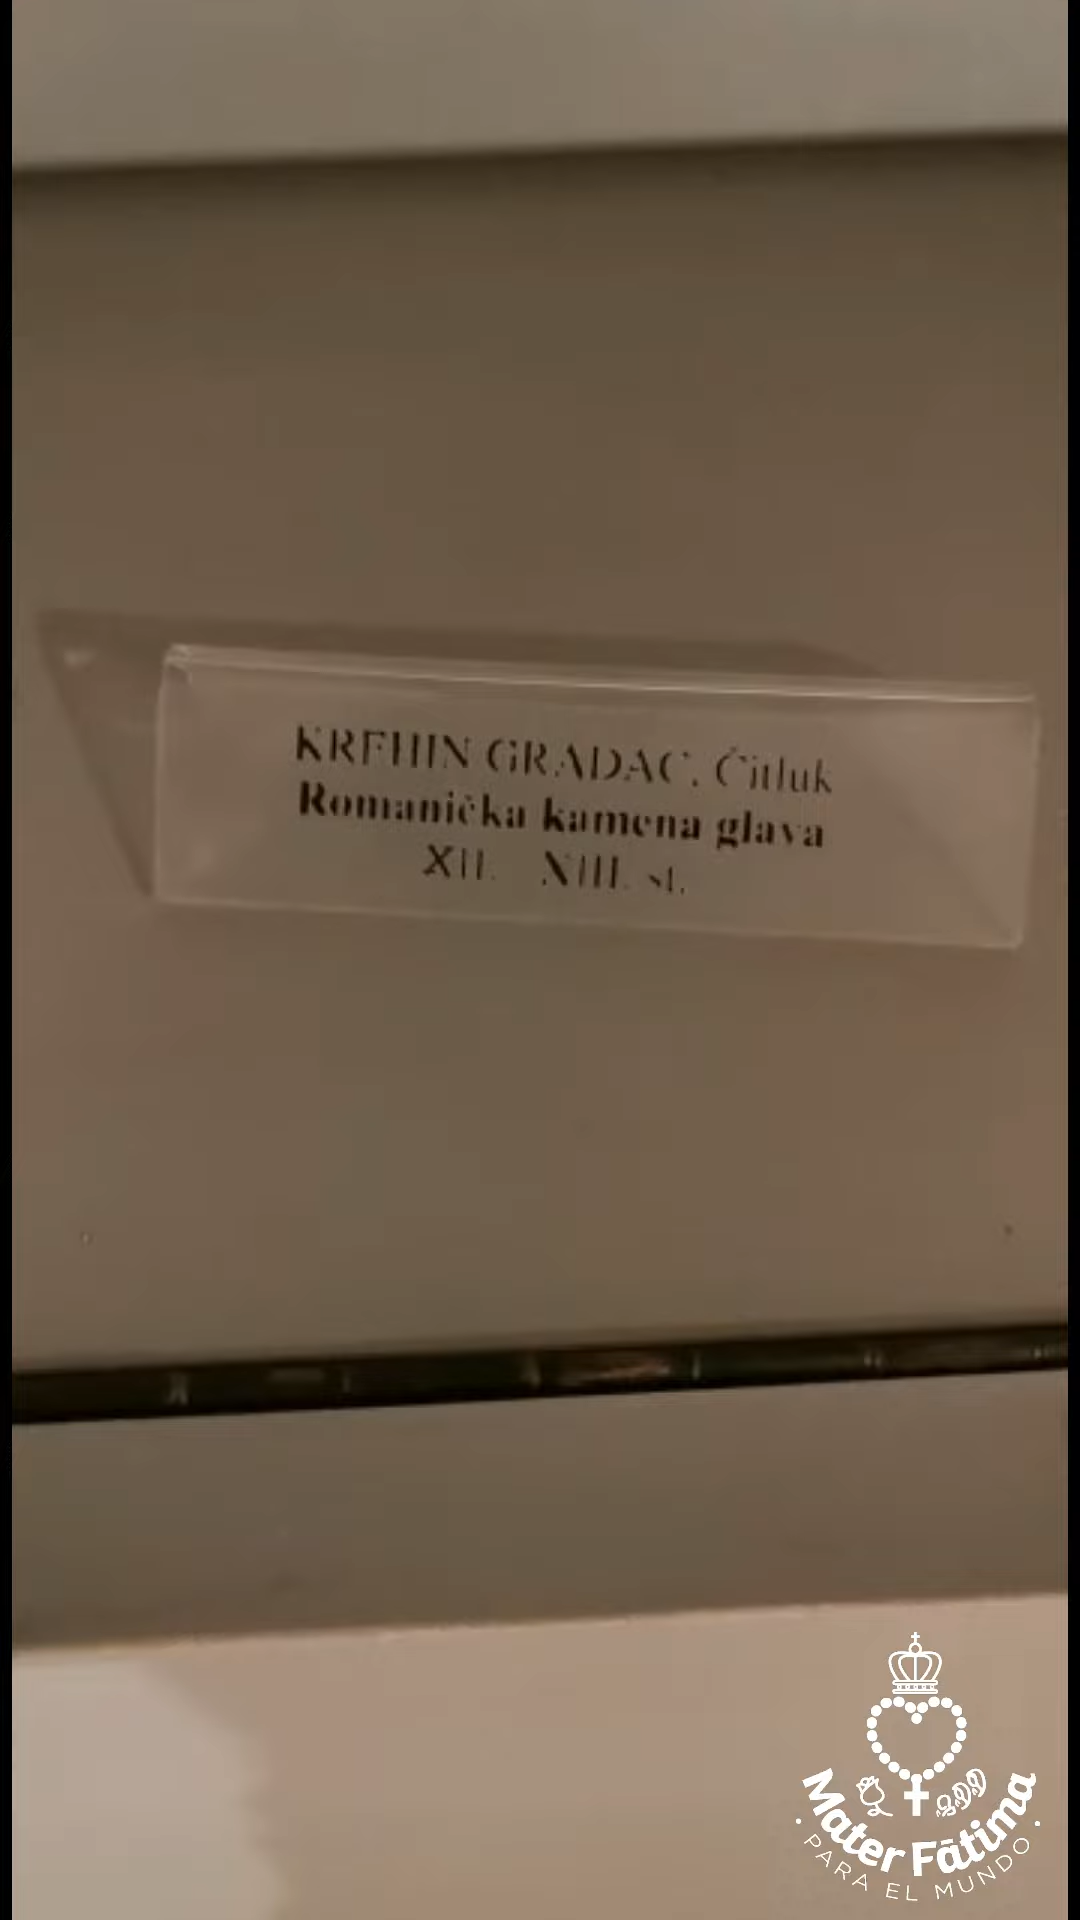 KREHIN GRADAC, Čitluk
Romanička kamena glava
XII. XIII. st.
Mater Fátima
PARA EL MUNDO